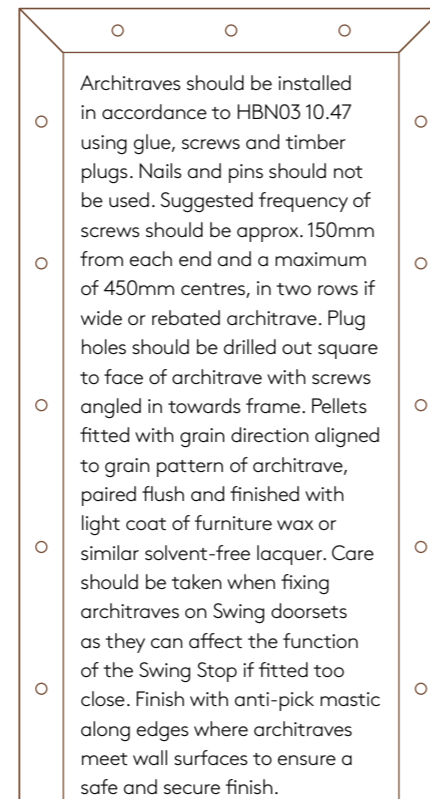 Architraves should be installed
in accordance to HBN03 10.47
using glue, screws and timber
plugs. Nails and pins should not
be used. Suggested frequency of
screws should be approx. 150mm
from each end and a maximum
of 450mm centres, in two rows if
wide or rebated architrave. Plug
holes should be drilled out square
to face of architrave with screws
angled in towards frame. Pellets
fitted with grain direction aligned
to grain pattern of architrave,
paired flush and finished with
light coat of furniture wax or
similar solvent-free lacquer. Care
should be taken when fixing
architraves on Swing doorsets
as they can affect the function
of the Swing Stop if fitted too
close. Finish with anti-pick mastic
along edges where architraves
meet wall surfaces to ensure a
safe and secure finish.